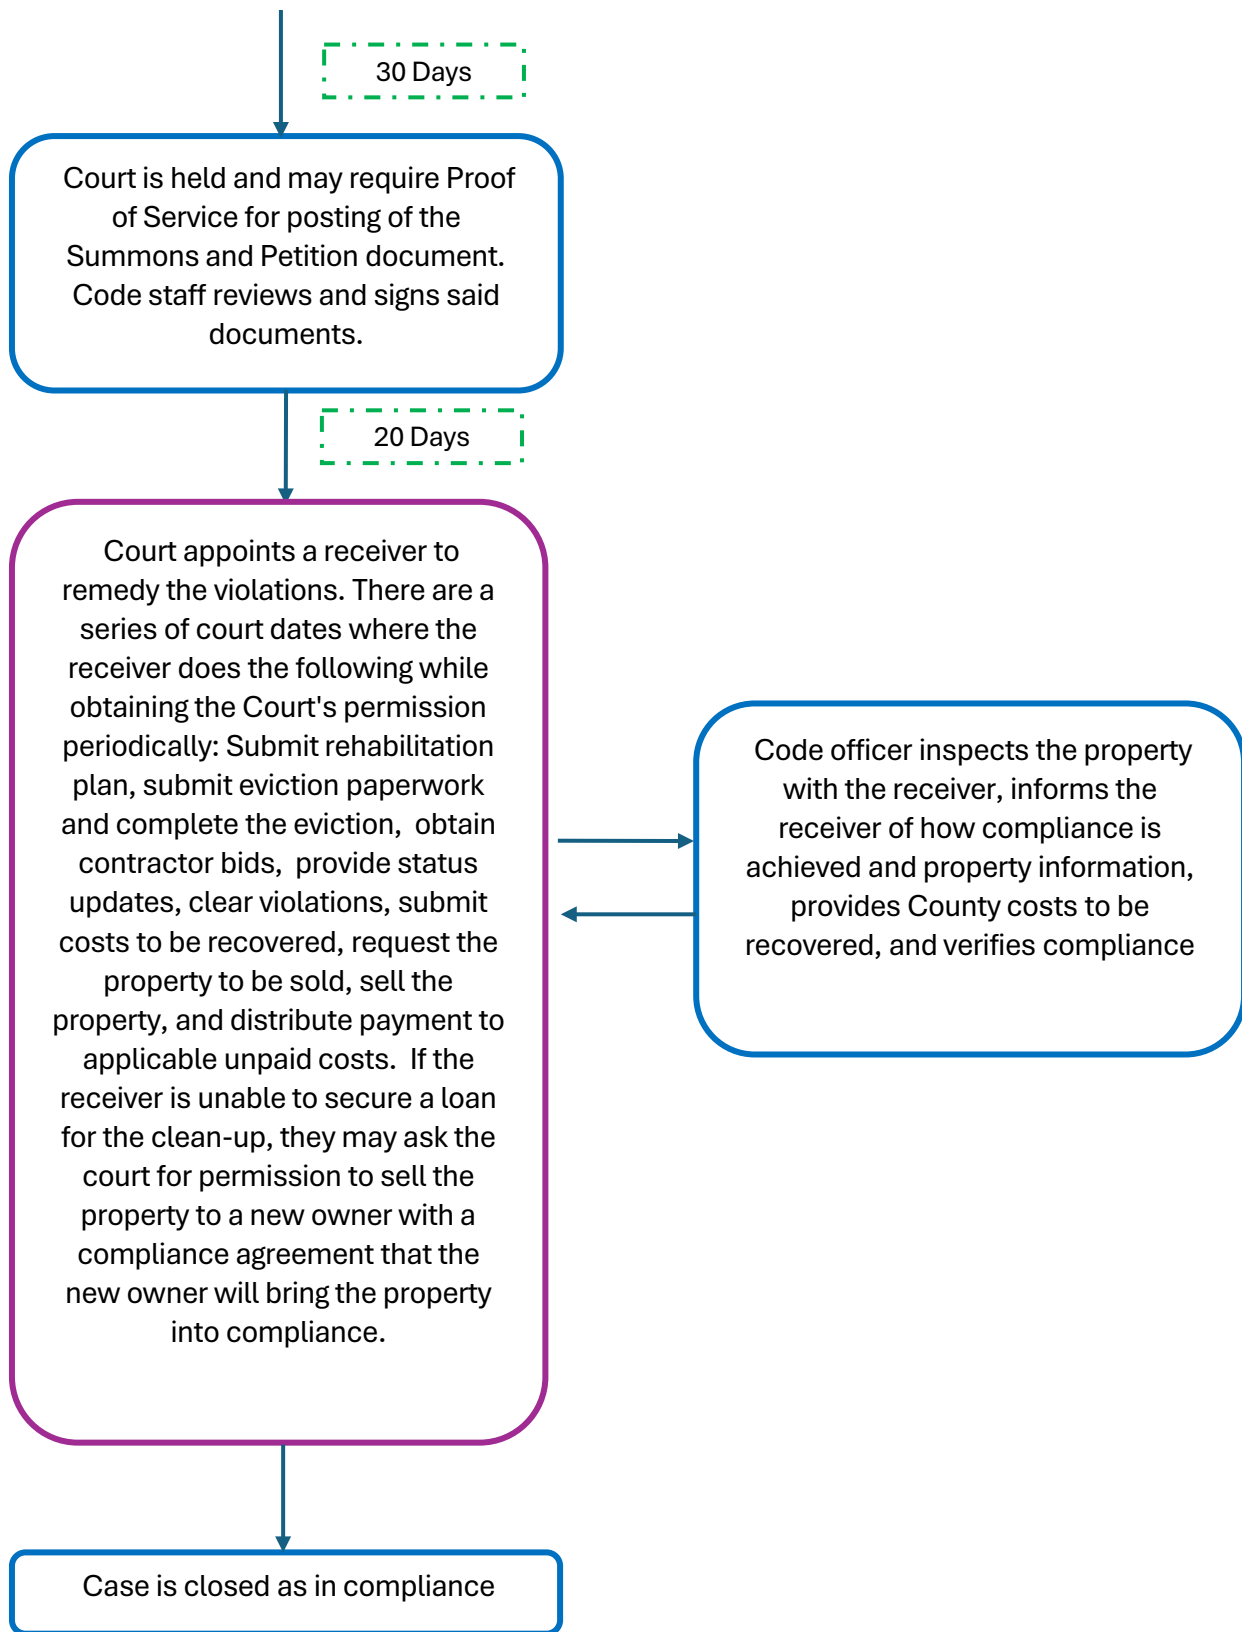 30 Days
Court is held and may require Proof
of Service for posting of the
Summons and Petition document.
Code staff reviews and signs said
documents.
20 Days
Court appoints a receiver to
remedy the violations. There are a
series of court dates where the
receiver does the following while
obtaining the Court's permission
periodically: Submit rehabilitation
plan, submit eviction paperwork
and complete the eviction,  obtain
contractor bids,  provide status
updates, clear violations, submit
costs to be recovered, request the
property to be sold, sell the
property, and distribute payment to
applicable unpaid costs.  If the
receiver is unable to secure a loan
for the clean-up, they may ask the
court for permission to sell the
property to a new owner with a
compliance agreement that the
new owner will bring the property
into compliance.
Code officer inspects the property
with the receiver, informs the
receiver of how compliance is
achieved and property information,
provides County costs to be
recovered, and verifies compliance
Case is closed as in compliance